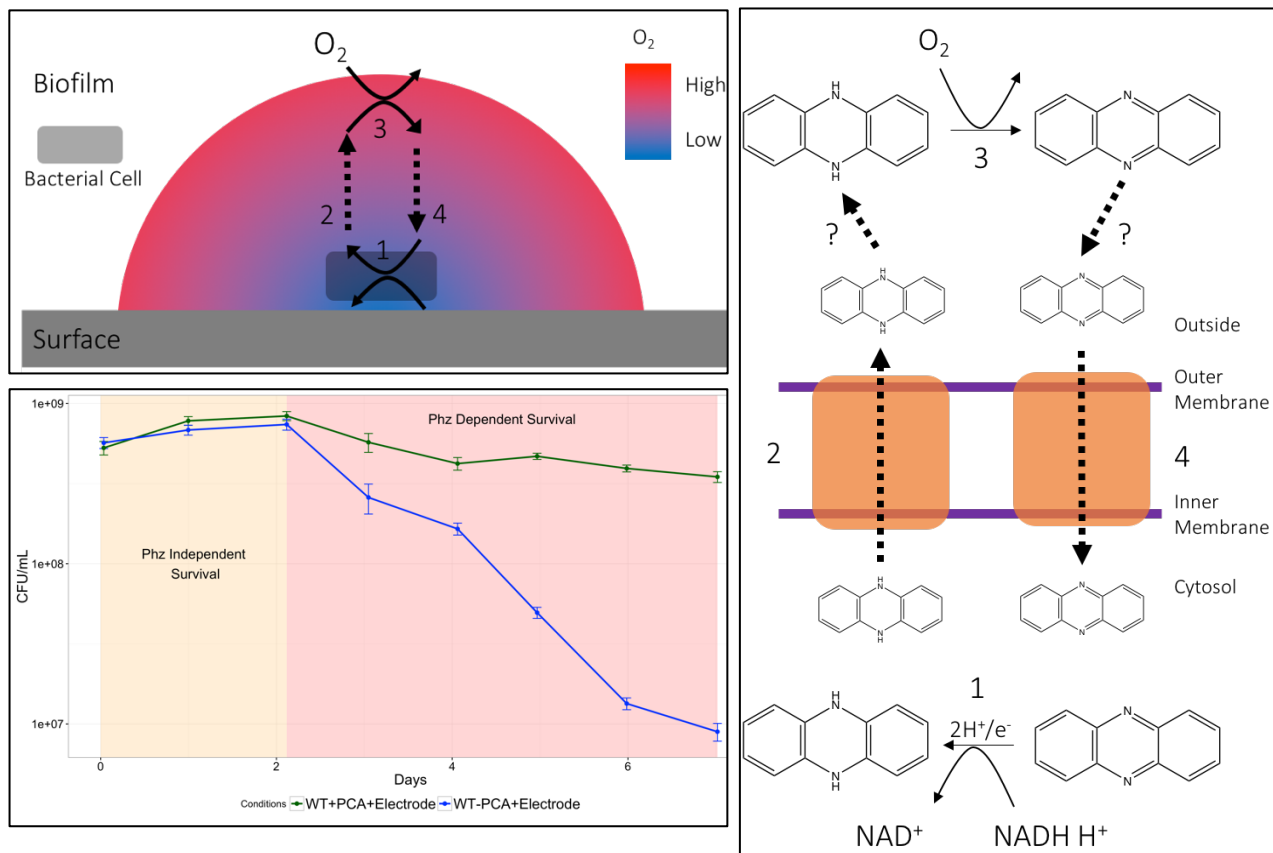 O₂
Biofilm
Bacterial Cell
O₂
High
Low
3
2
4
1
Surface
1e+09
1e+08
1e+07
CFU/mL
Phz Independent
Survival
Phz Dependent Survival
0
2
4
6
Days
Conditions
WT+PCA+Electrode
WT-PCA+Electrode
O₂
H
N
N
H
3
N
N
?
?
H
N
N
H
N
N
Outside
Outer
Membrane
2
4
Inner
Membrane
Cytosol
H
N
N
H
N
N
1
2H⁺/e⁻
H
N
N
H
N
N
NAD⁺
NADH H⁺